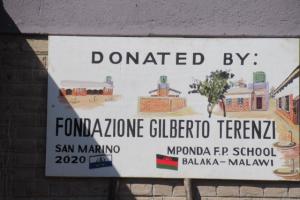 DONATED BY:
FONDAZIONE GILBERTO TERENZI
SAN MARINO
2020
MPONDA F.P. SCHOOL
BALAKA-MALAWI